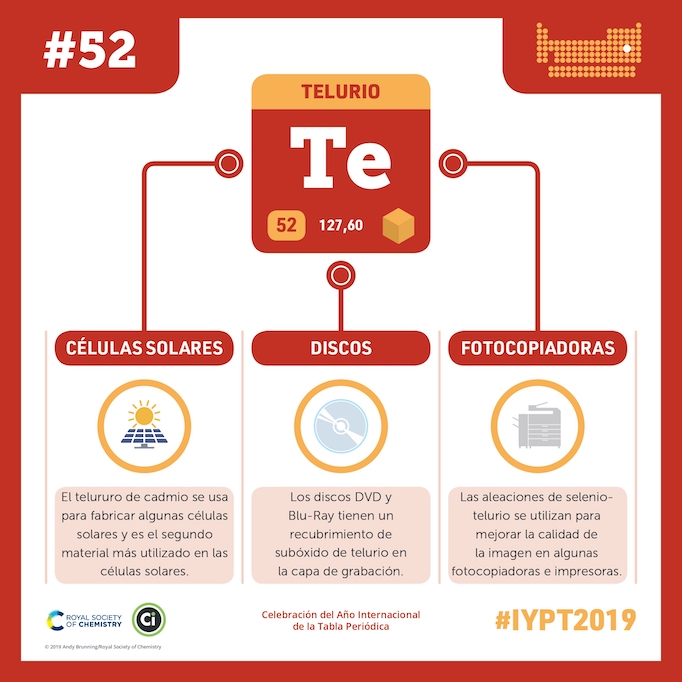 #52
TELURIO
Te
52
127,60
CÉLULAS SOLARES
El telururo de cadmio se usa
para fabricar algunas células
solares y es el segundo
material más utilizado en las
células solares.
DISCOS
Los discos DVD y
Blu-Ray tienen un
recubrimiento de
subóxido de telurio en
la capa de grabación.
FOTOCOPIADORAS
Las aleaciones de selenio-
telurio se utilizan para
mejorar la calidad de
la imagen en algunas
fotocopiadoras e impresoras.
ROYAL SOCIETY
OF CHEMISTRY
Ci
© 2019 Andy Brunning/Royal Society of Chemistry
Celebración del Año Internacional
de la Tabla Periódica
#IYPT2019